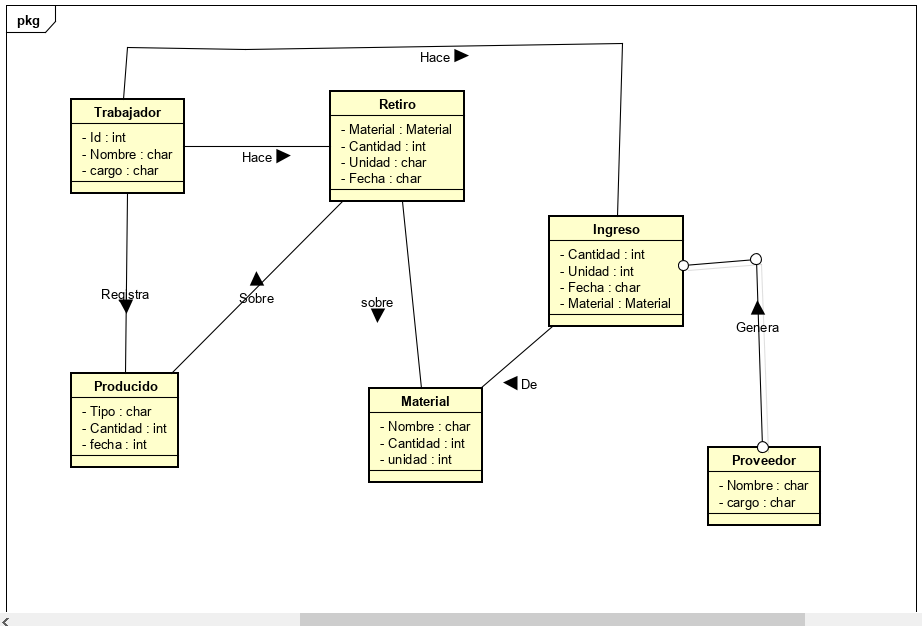 pkg
Hace
Trabajador
- Id : int
- Nombre : char
- cargo : char
Hace
Retiro
- Material : Material
- Cantidad : int
- Unidad : char
- Fecha : char
Ingreso
- Cantidad : int
- Unidad : int
- Fecha : char
- Material : Material
Registra
Sobre
sobre
Genera
De
Producido
- Tipo : char
- Cantidad : int
- fecha : int
Material
- Nombre : char
- Cantidad : int
- unidad : int
Proveedor
- Nombre : char
- cargo : char